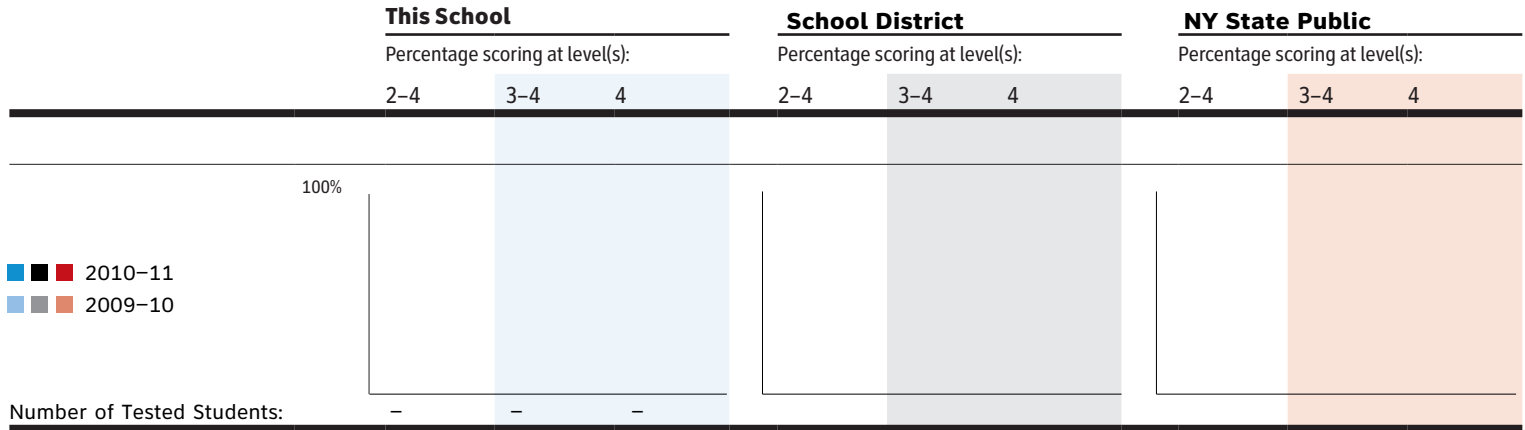 This School School District NY State Public
Percentage scoring at level(s): Percentage scoring at level(s): Percentage scoring at level(s):
2–4 3–4 4 2–4 3–4 4 2–4 3–4 4
100%
2010–11
2009–10
Number of Tested Students: – – –